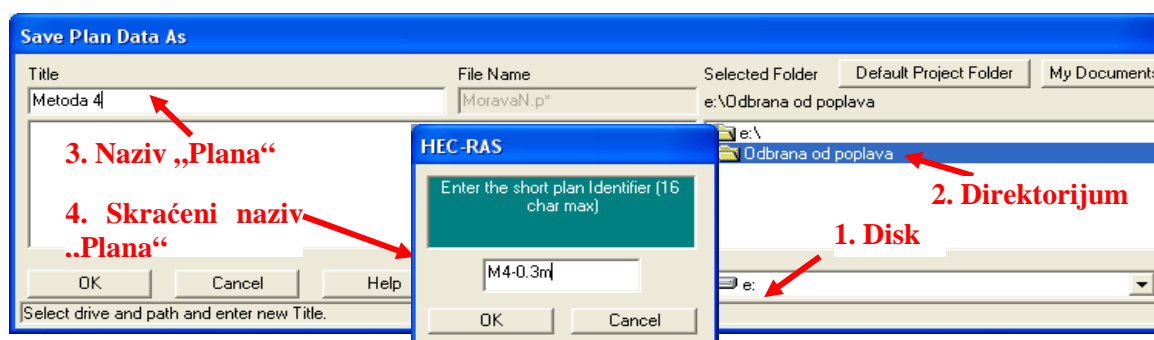 Save Plan Data As
Title
File Name
Selected Folder
Default Project Folder
My Documents
Metoda 4
MoravaN.p*
e:\Odbrana od poplava
3. Naziv „Plana“
4. Skraćeni naziv
„Plana“
HEC-RAS
Enter the short plan Identifier (16
char max)
M4-0.3m
OK
Cancel
e:\
Odbrana od poplava
2. Direktorijum
1. Disk
e:
OK
Cancel
Help
Select drive and path and enter new Title.